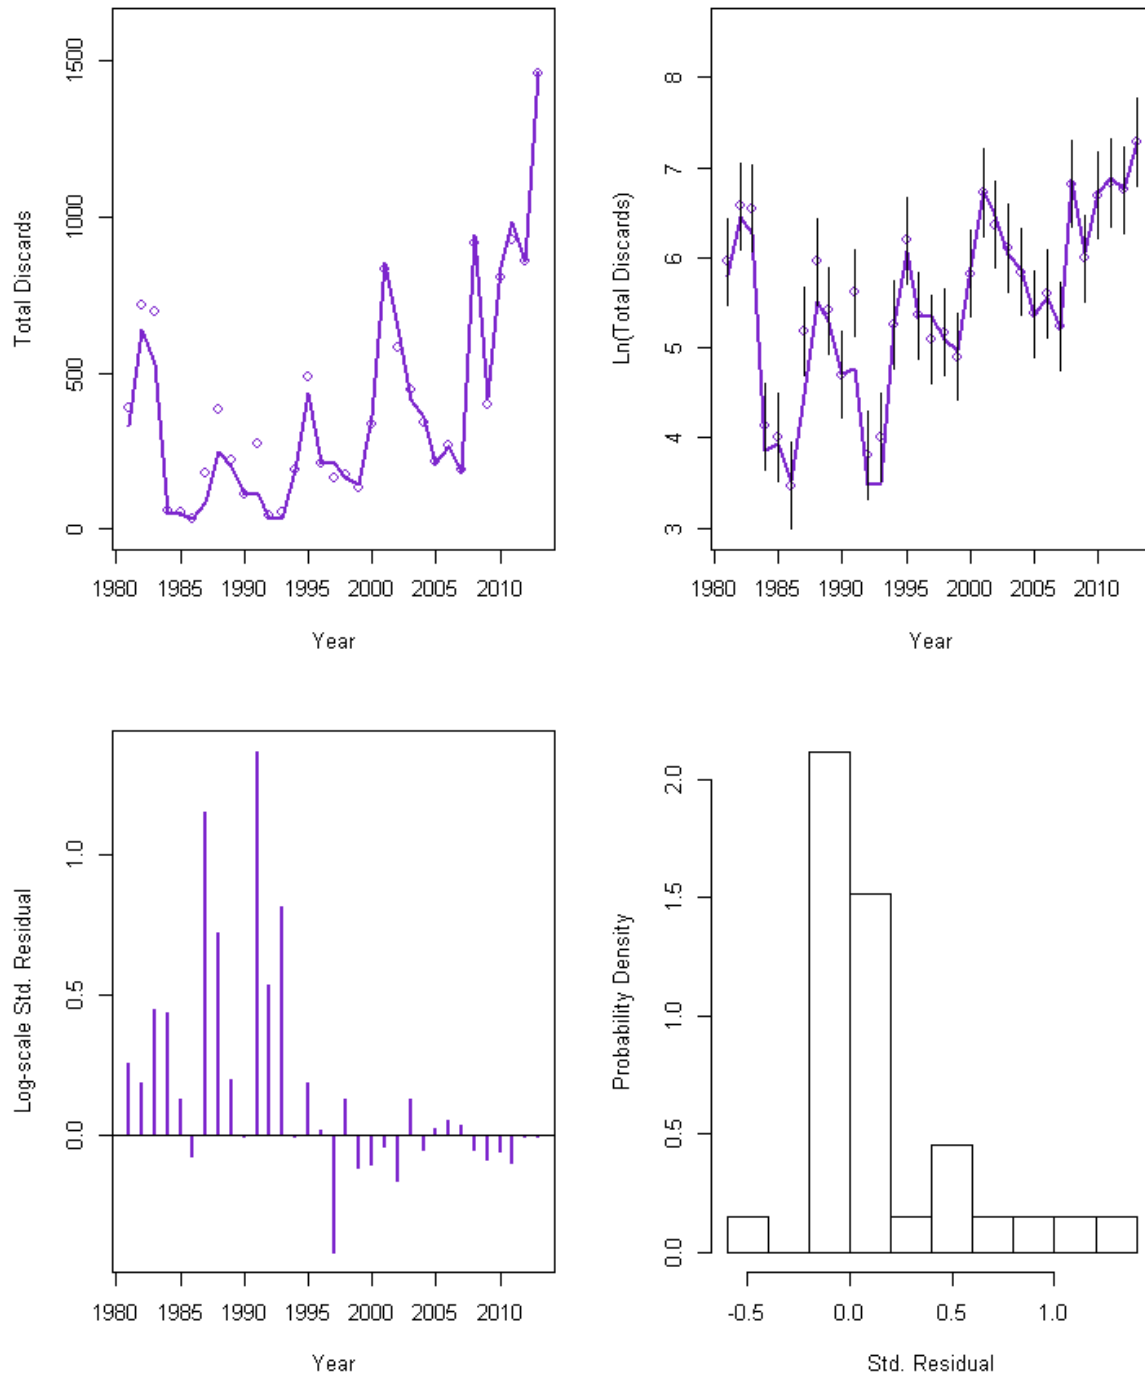 Total Discards
1500
1000
500
0
1980 1985 1990 1995 2000 2005 2010
Year
Ln(Total Discards)
8
7
6
5
4
3
1980 1985 1990 1995 2000 2005 2010
Year
Log-scale Std. Residual
1.0
0.5
0.0
1980 1985 1990 1995 2000 2005 2010
Year
Probability Density
2.0
1.5
1.0
0.5
0.0
-0.5 0.0 0.5 1.0
Std. Residual